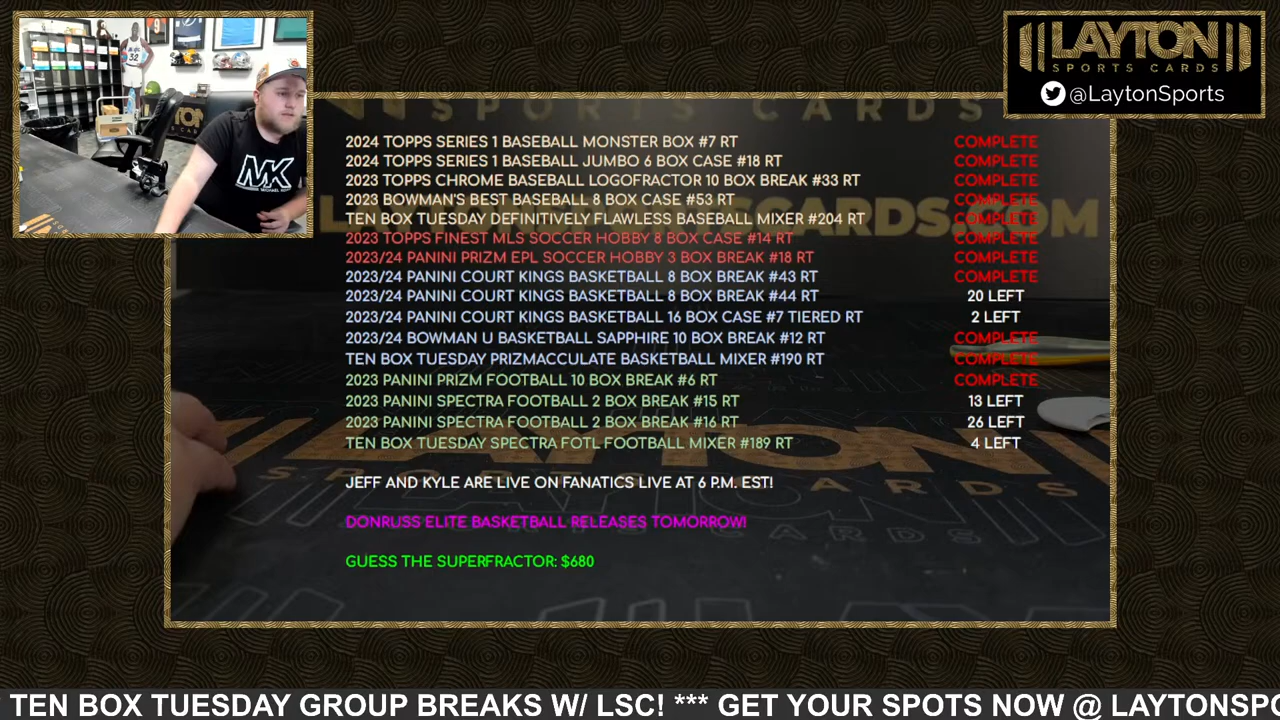 LAYTON
SPORTS CARDS
@LaytonSports
SPORTS CARDS
2024 TOPPS SERIES 1 BASEBALL MONSTER BOX #7 RT COMPLETE
2024 TOPPS SERIES 1 BASEBALL JUMBO 6 BOX CASE #18 RT COMPLETE
2023 TOPPS CHROME BASEBALL LOGOFRACTOR 10 BOX BREAK #33 RT COMPLETE
2023 BOWMAN'S BEST BASEBALL 8 BOX CASE #53 RT COMPLETE
TEN BOX TUESDAY DEFINITIVELY FLAWLESS BASEBALL MIXER #204 RT COMPLETE
2023 TOPPS FINEST MLS SOCCER HOBBY 8 BOX CASE #14 RT COMPLETE
2023/24 PANINI PRIZM EPL SOCCER HOBBY 3 BOX BREAK #18 RT COMPLETE
2023/24 PANINI COURT KINGS BASKETBALL 8 BOX BREAK #43 RT COMPLETE
2023/24 PANINI COURT KINGS BASKETBALL 8 BOX BREAK #44 RT 20 LEFT
2023/24 PANINI COURT KINGS BASKETBALL 16 BOX CASE #7 TIERED RT 2 LEFT
2023/24 BOWMAN U BASKETBALL SAPPHIRE 10 BOX BREAK #12 RT COMPLETE
TEN BOX TUESDAY PRIZMACCULATE BASKETBALL MIXER #190 RT COMPLETE
2023 PANINI PRIZM FOOTBALL 10 BOX BREAK #6 RT COMPLETE
2023 PANINI SPECTRA FOOTBALL 2 BOX BREAK #15 RT 13 LEFT
2023 PANINI SPECTRA FOOTBALL 2 BOX BREAK #16 RT 26 LEFT
TEN BOX TUESDAY SPECTRA FOTL FOOTBALL MIXER #189 RT 4 LEFT
LAYTON
SPORTS CARDS
JEFF AND KYLE ARE LIVE ON FANATICS LIVE AT 6 P.M. EST!
DONRUSS ELITE BASKETBALL RELEASES TOMORROW!
GUESS THE SUPERFRACTOR: $680
TEN BOX TUESDAY GROUP BREAKS W/ LSC! *** GET YOUR SPOTS NOW @ LAYTONSPO